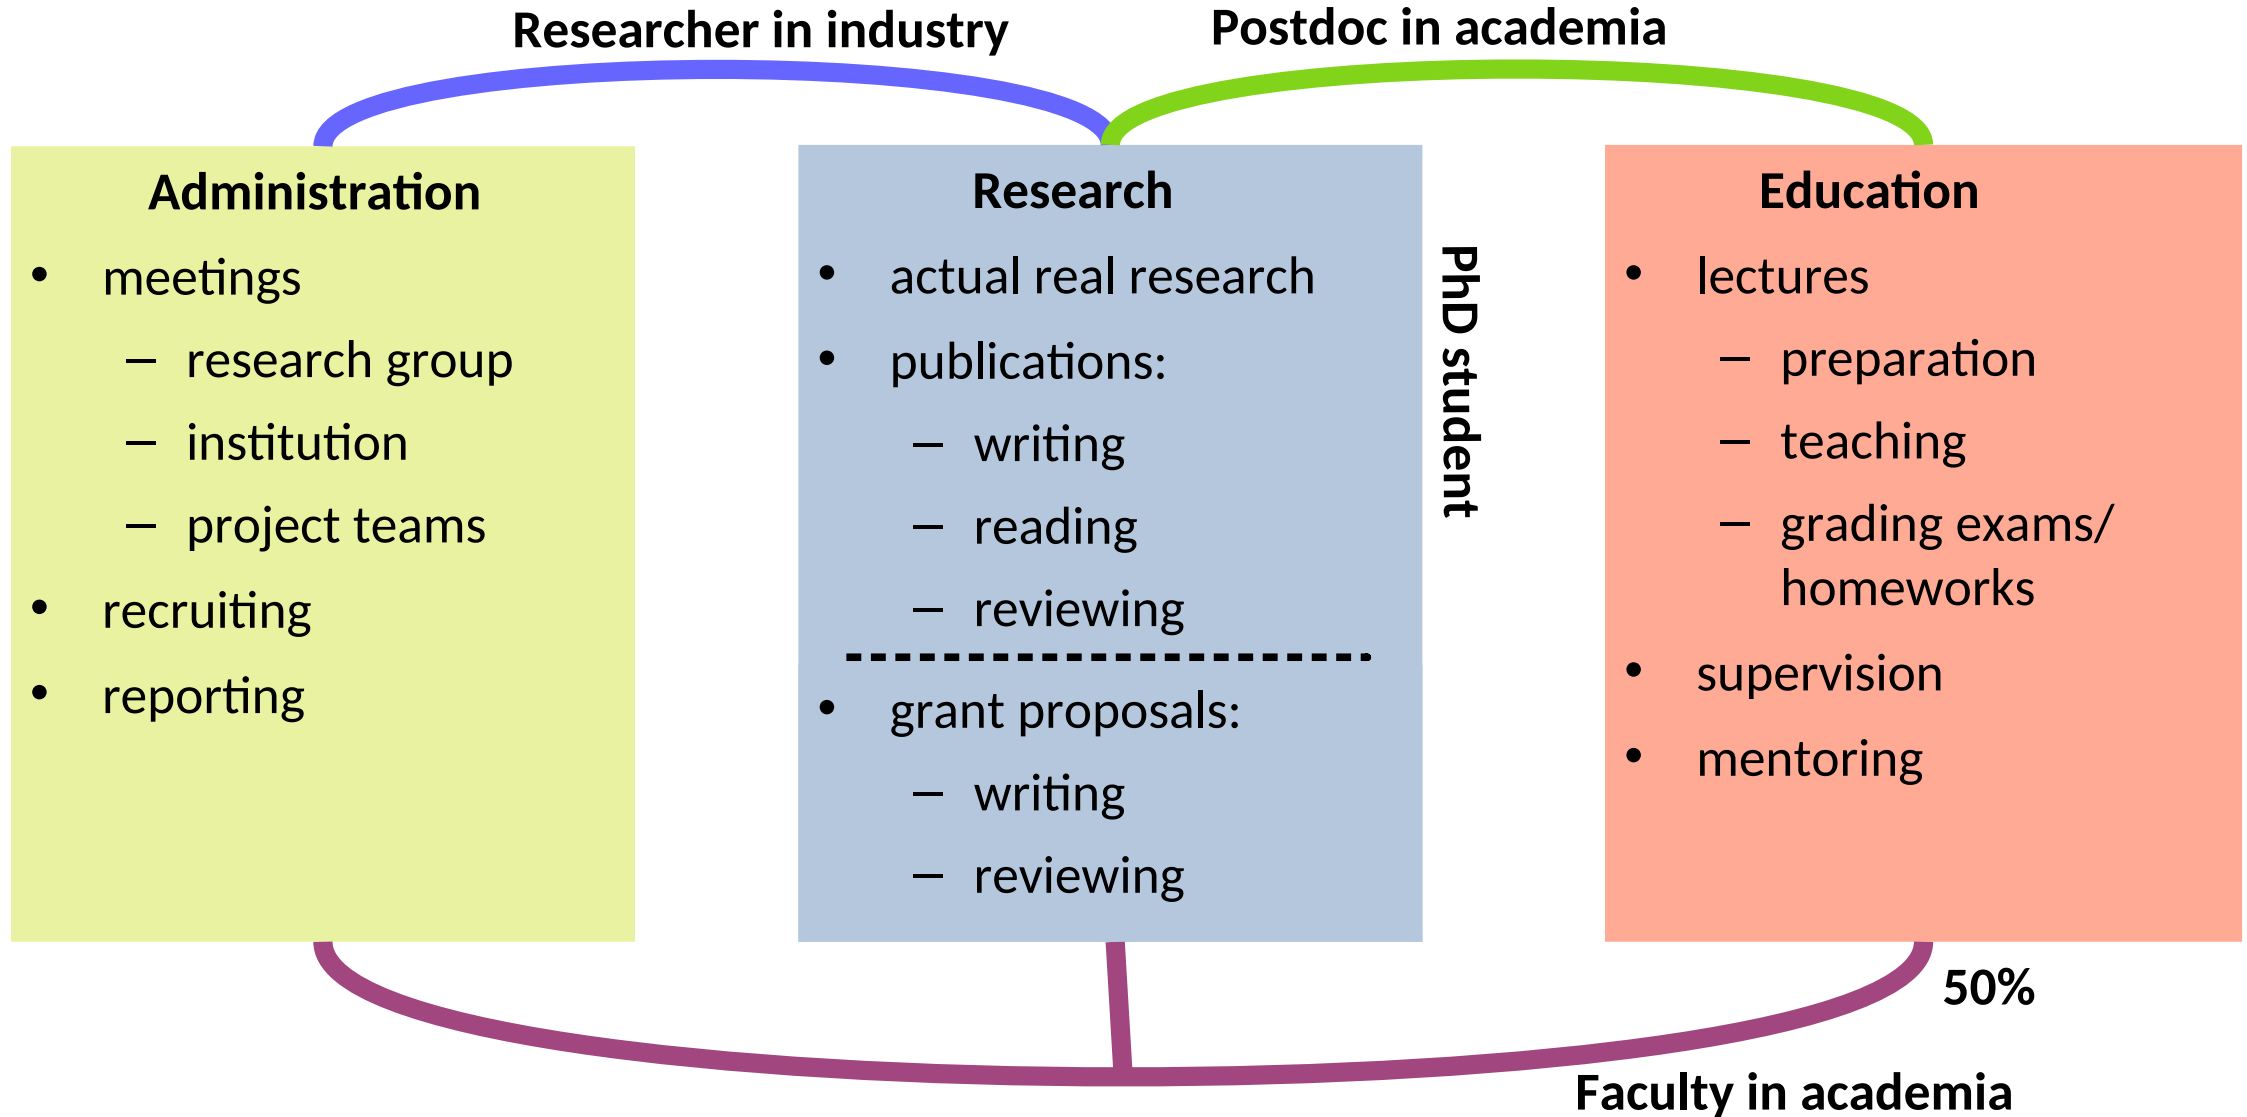 Researcher in industry
Postdoc in academia
Administration
• meetings
– research group
– institution
– project teams
• recruiting
• reporting
Research
• actual real research
• publications:
– writing
– reading
– reviewing
• grant proposals:
– writing
– reviewing
PhD student
Education
• lectures
– preparation
– teaching
– grading exams/
homeworks
• supervision
• mentoring
50%
Faculty in academia